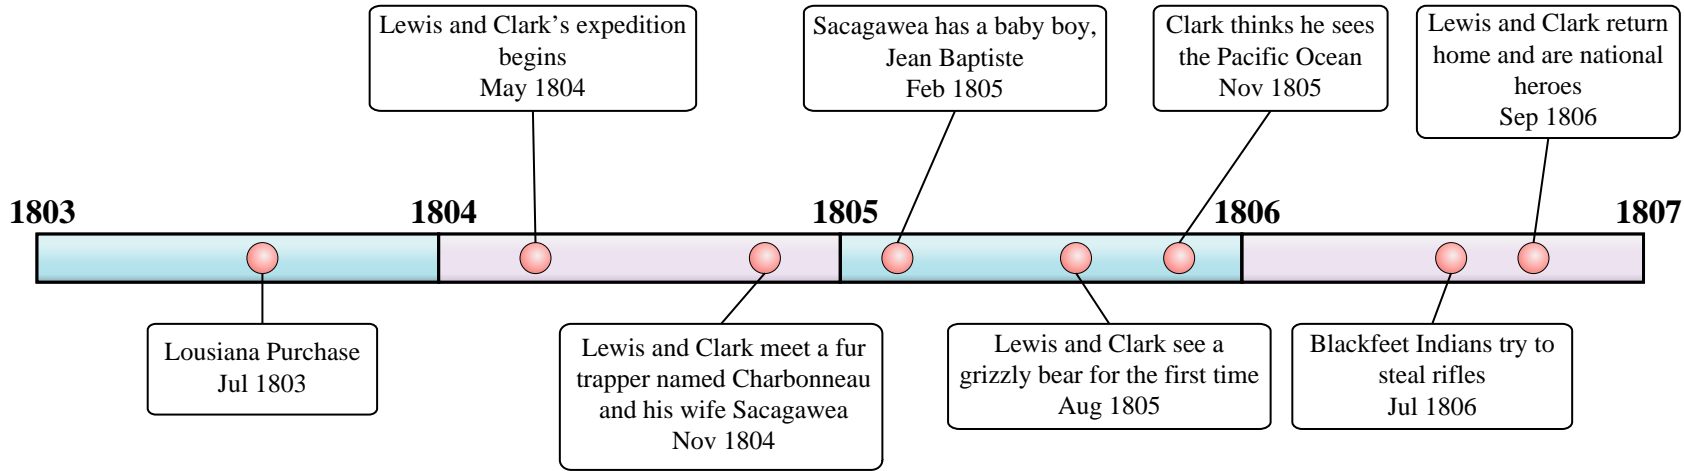 Lewis and Clark’s expedition
begins
May 1804
Sacagawea has a baby boy,
Jean Baptiste
Feb 1805
Clark thinks he sees
the Pacific Ocean
Nov 1805
Lewis and Clark return
home and are national
heroes
Sep 1806
1803
1804
1805
1806
1807
Lousiana Purchase
Jul 1803
Lewis and Clark meet a fur
trapper named Charbonneau
and his wife Sacagawea
Nov 1804
Lewis and Clark see a
grizzly bear for the first time
Aug 1805
Blackfeet Indians try to
steal rifles
Jul 1806